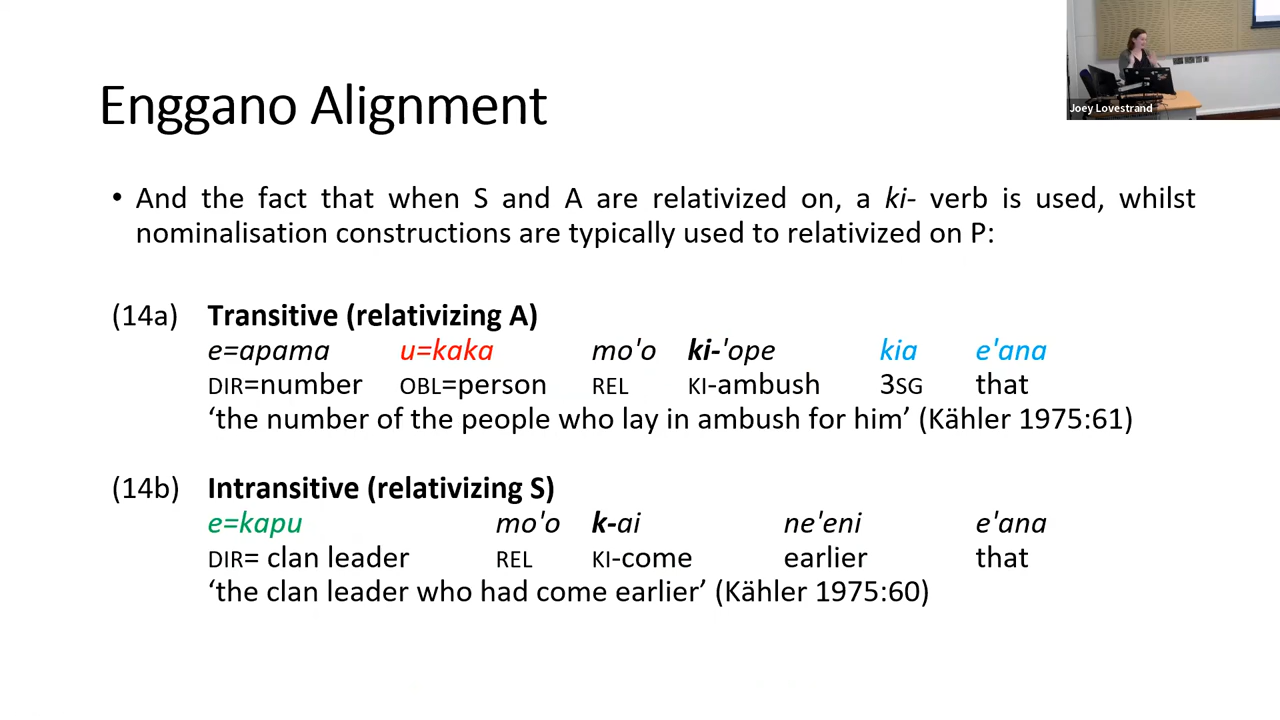 Joey Lovestrand
Enggano Alignment
• And the fact that when S and A are relativized on, a ki- verb is used, whilst
nominalisation constructions are typically used to relativized on P:
(14a) Transitive (relativizing A)
e=apama u=kaka mo'o ki-'ope kia e'ana
DIR=number OBL=person REL KI-ambush 3SG that
‘the number of the people who lay in ambush for him’ (Kähler 1975:61)
(14b) Intransitive (relativizing S)
e=kapu mo'o k-ai ne'eni e'ana
DIR= clan leader REL KI-come earlier that
‘the clan leader who had come earlier’ (Kähler 1975:60)